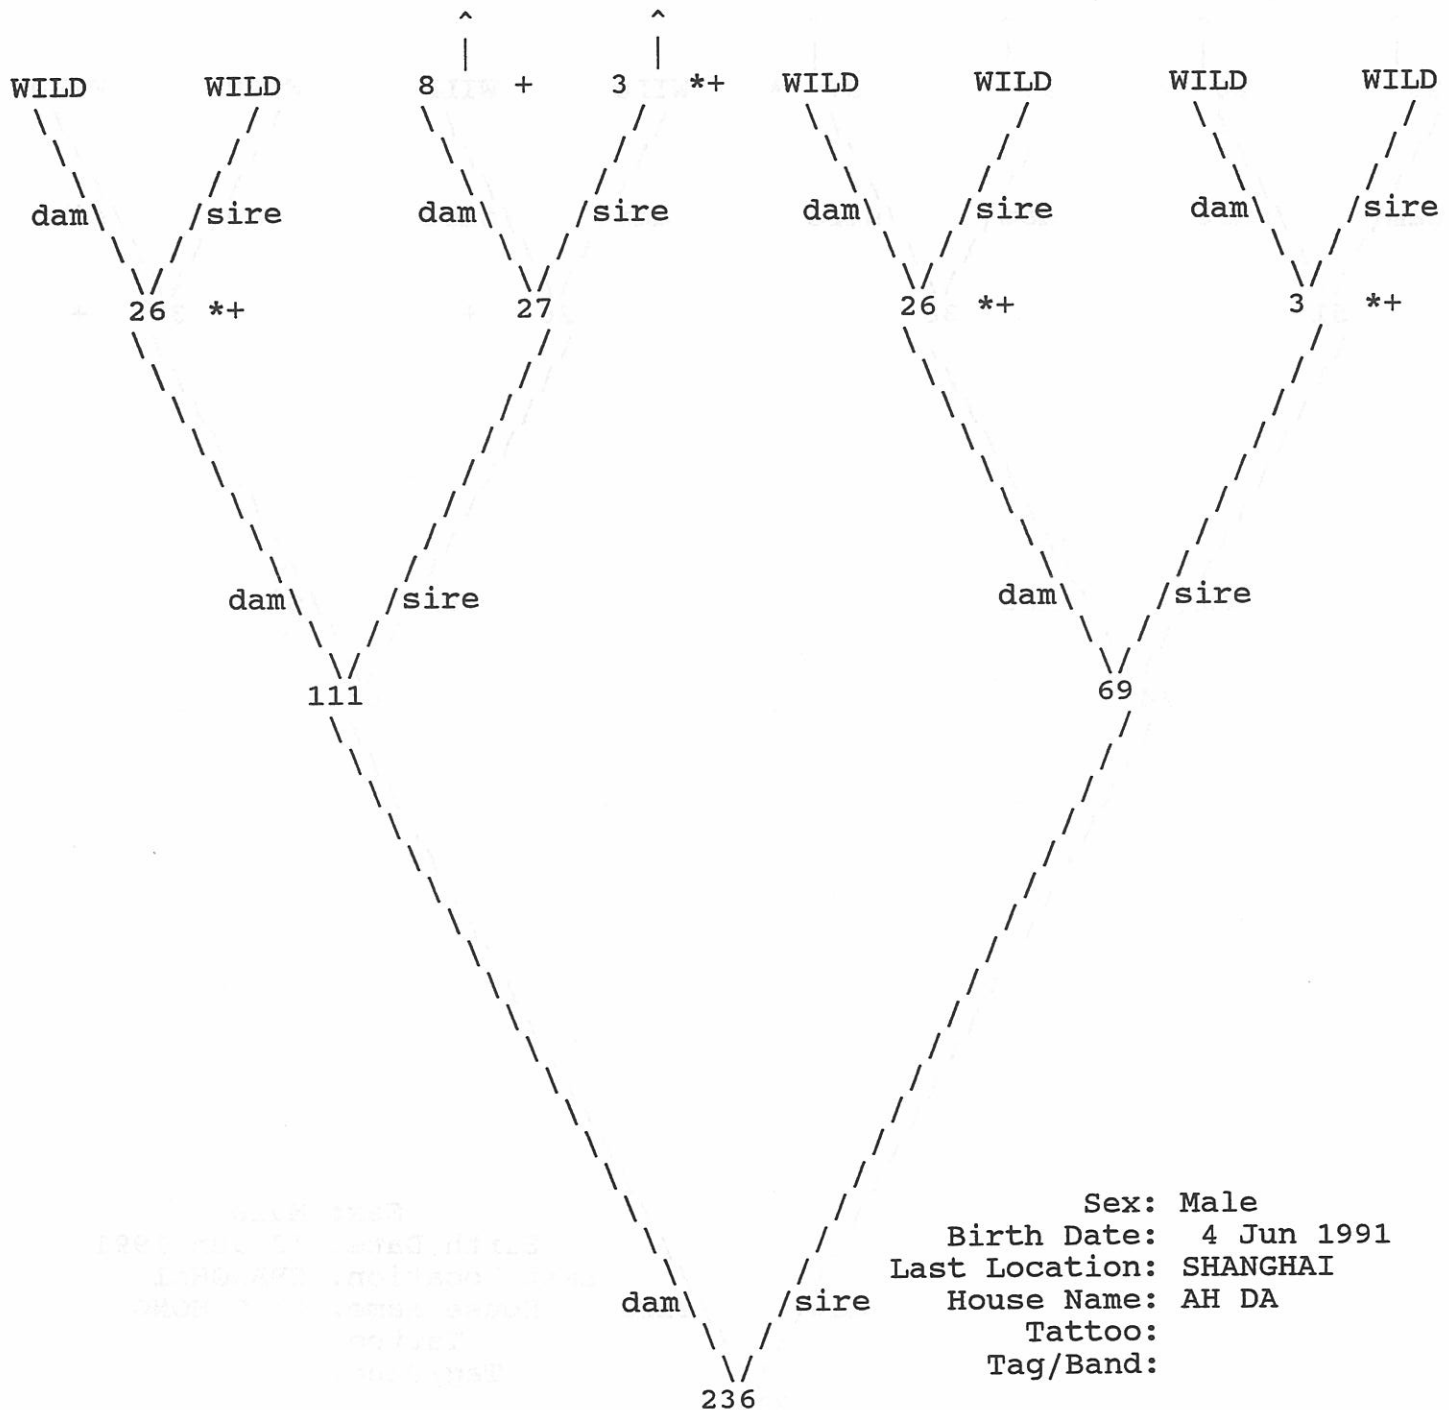 WILD WILD 8 + 3 *+ WILD WILD WILD WILD
dam sire dam sire dam sire dam sire
26 *+ 27 26 *+ 3 *+
dam sire dam sire
111 69
Sex: Male
Birth Date: 4 Jun 1991
Last Location: SHANGHAI
dam sire House Name: AH DA
Tattoo:
Tag/Band:
236